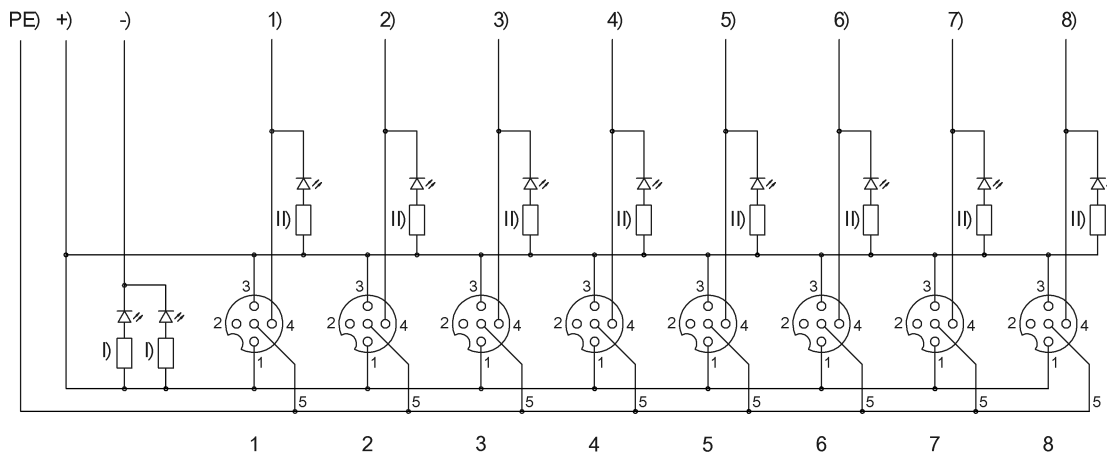 PE) +) -) 1) 2) 3) 4) 5) 6) 7) 8)
II) II) II) II) II) II) II) II)
3 3 3 3 3 3 3 3
2 4 2 4 2 4 2 4 2 4 2 4 2 4 2 4
I) I)
1 1 1 1 1 1 1 1
5 5 5 5 5 5 5 5
1 2 3 4 5 6 7 8